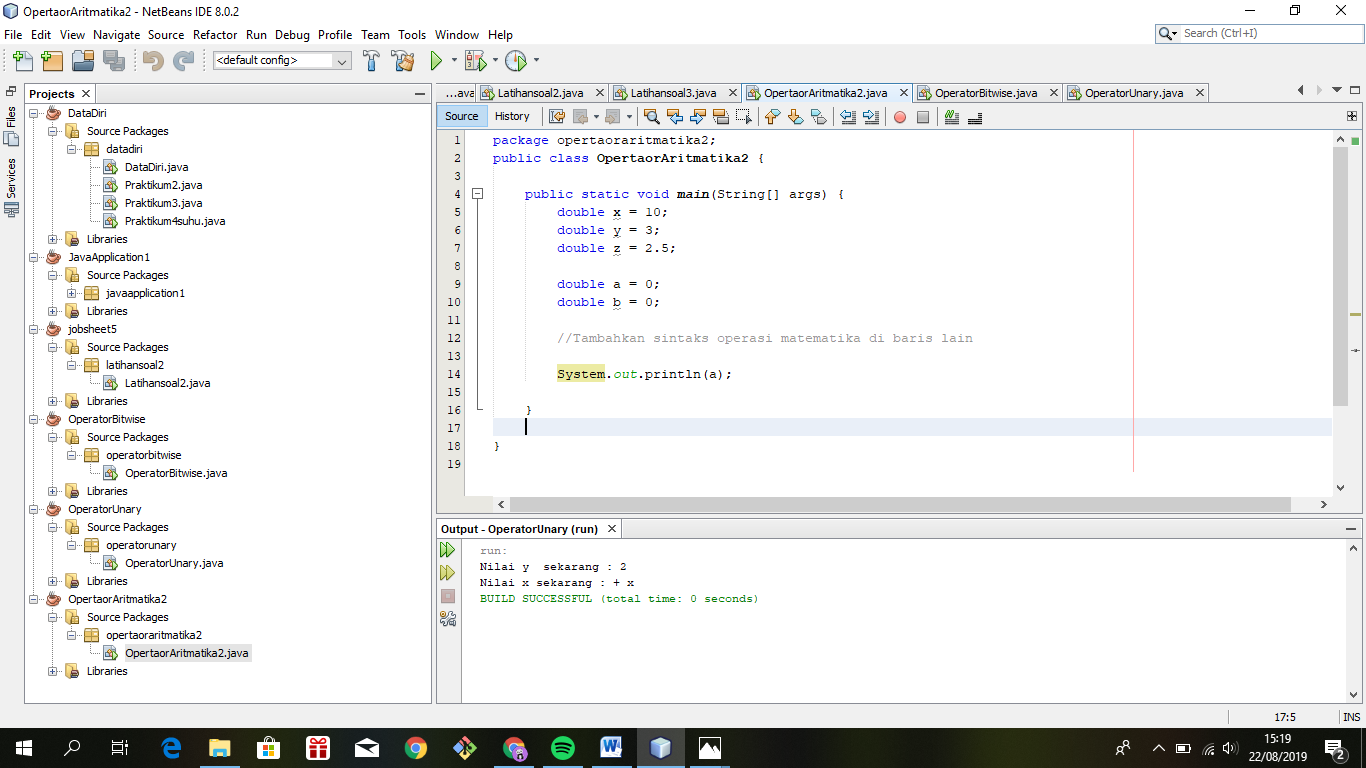 OpertaorAritmatika2 - NetBeans IDE 8.0.2
File Edit View Navigate Source Refactor Run Debug Profile Team Tools Window Help
Search (Ctrl+I)
<default config>
Files
Services
Projects
DataDiri
Source Packages
datadiri
DataDiri.java
Praktikum2.java
Praktikum3.java
Praktikum4suhu.java
Libraries
JavaApplication1
Source Packages
javaapplication1
Libraries
jobsheet5
Source Packages
latihansoal2
Latihansoal2.java
Libraries
OperatorBitwise
Source Packages
operatorbitwise
OperatorBitwise.java
Libraries
OperatorUnary
Source Packages
operatorunary
OperatorUnary.java
Libraries
OpertaorAritmatika2
Source Packages
opertaoraritmatika2
OpertaorAritmatika2.java
Libraries
...ava Latihansoal2.java Latihansoal3.java OpertaorAritmatika2.java OperatorBitwise.java OperatorUnary.java
Source History
1 package opertaoraritmatika2;
2 public class OpertaorAritmatika2 {
3
4 public static void main(String[] args) {
5 double x = 10;
6 double y = 3;
7 double z = 2.5;
8
9 double a = 0;
10 double b = 0;
11
12 //Tambahkan sintaks operasi matematika di baris lain
13
14 System.out.println(a);
15
16 }
17
18 }
19
Output - OperatorUnary (run)
run:
Nilai y  sekarang : 2
Nilai x sekarang : + x
BUILD SUCCESSFUL (total time: 0 seconds)
17:5 INS
15:19
22/08/2019
2